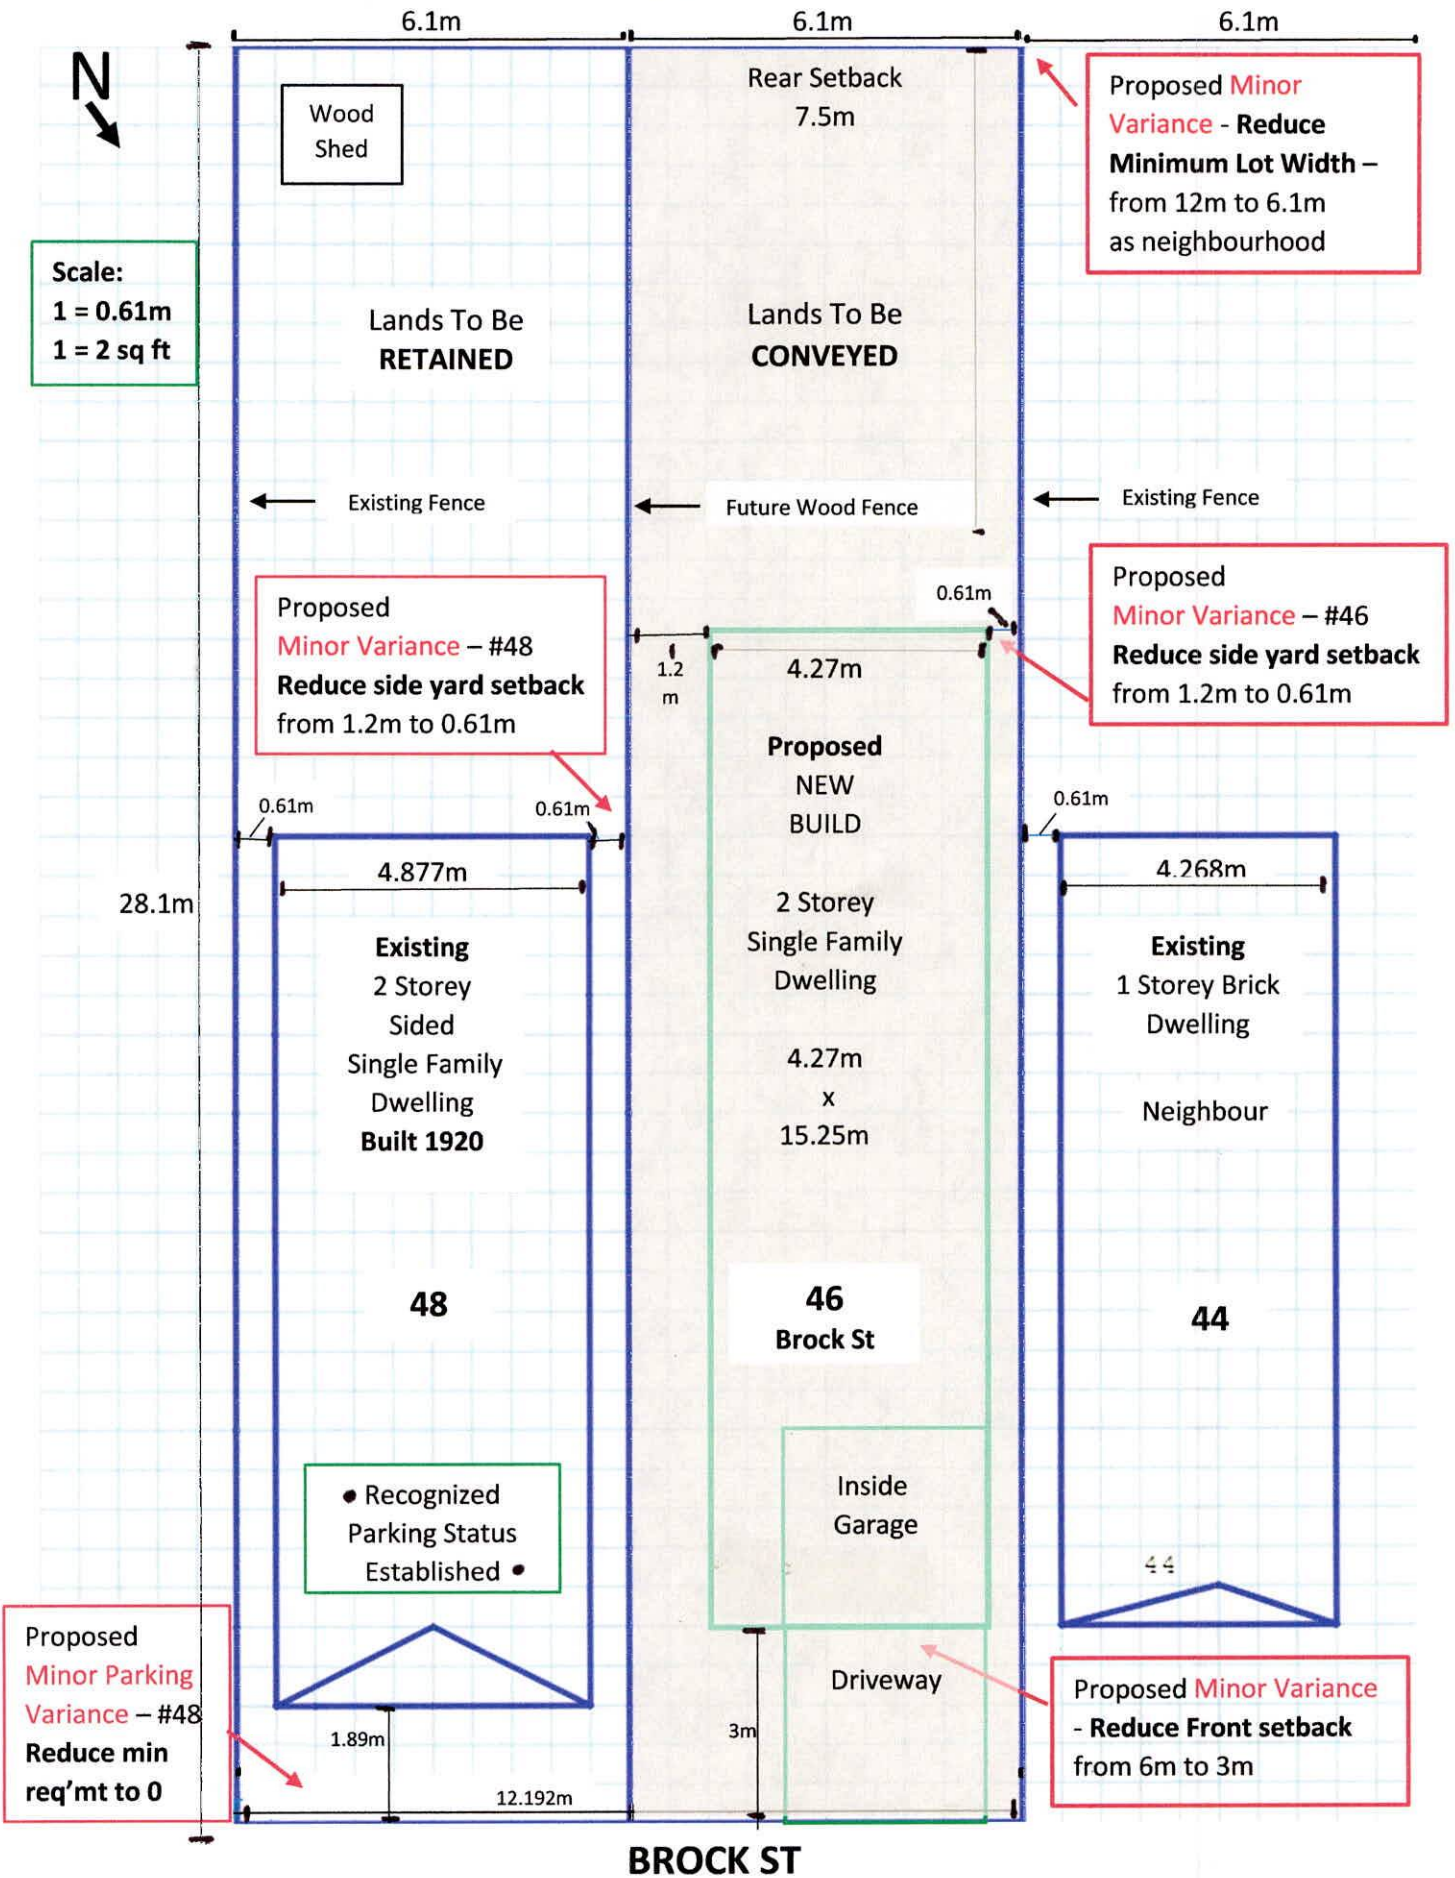 6.1m
6.1m
6.1m
N
Wood
Shed
Rear Setback
7.5m
Proposed Minor
Variance - Reduce
Minimum Lot Width –
from 12m to 6.1m
as neighbourhood
Scale:
1 = 0.61m
1 = 2 sq ft
Lands To Be
RETAINED
Lands To Be
CONVEYED
Existing Fence
Future Wood Fence
Existing Fence
Proposed
Minor Variance – #48
Reduce side yard setback
from 1.2m to 0.61m
0.61m
1.2
m
4.27m
Proposed
Minor Variance – #46
Reduce side yard setback
from 1.2m to 0.61m
0.61m
0.61m
0.61m
28.1m
4.877m
Existing
2 Storey
Sided
Single Family
Dwelling
Built 1920
48
Proposed
NEW
BUILD
2 Storey
Single Family
Dwelling
4.27m
x
15.25m
46
Brock St
4.268m
Existing
1 Storey Brick
Dwelling
Neighbour
44
• Recognized
Parking Status
Established •
Inside
Garage
44
Proposed
Minor Parking
Variance – #48
Reduce min
req'mt to 0
1.89m
12.192m
3m
Driveway
Proposed Minor Variance
- Reduce Front setback
from 6m to 3m
BROCK ST